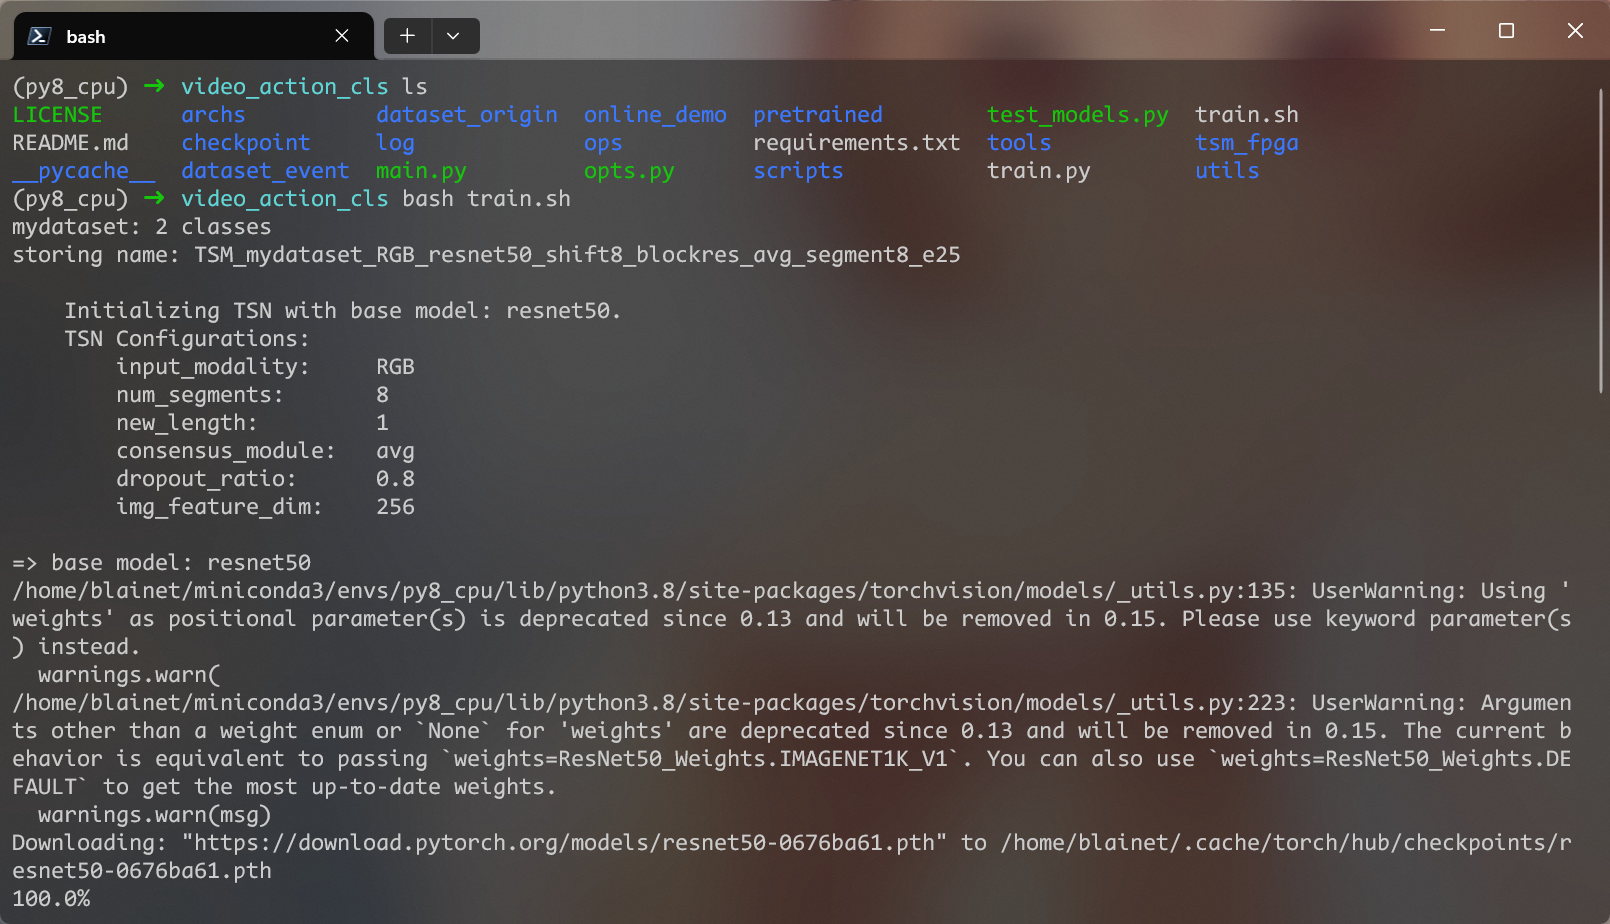 bash
(py8_cpu) → video_action_cls ls
LICENSE archs dataset_origin online_demo pretrained test_models.py train.sh
README.md checkpoint log ops requirements.txt tools tsm_fpga
__pycache__ dataset_event main.py opts.py scripts train.py utils
(py8_cpu) → video_action_cls bash train.sh
mydataset: 2 classes
storing name: TSM_mydataset_RGB_resnet50_shift8_blockres_avg_segment8_e25
Initializing TSN with base model: resnet50.
TSN Configurations:
input_modality: RGB
num_segments: 8
new_length: 1
consensus_module: avg
dropout_ratio: 0.8
img_feature_dim: 256
=> base model: resnet50
/home/blainet/miniconda3/envs/py8_cpu/lib/python3.8/site-packages/torchvision/models/_utils.py:135: UserWarning: Using '
weights' as positional parameter(s) is deprecated since 0.13 and will be removed in 0.15. Please use keyword parameter(s
) instead.
warnings.warn(
/home/blainet/miniconda3/envs/py8_cpu/lib/python3.8/site-packages/torchvision/models/_utils.py:223: UserWarning: Argumen
ts other than a weight enum or `None` for 'weights' are deprecated since 0.13 and will be removed in 0.15. The current b
ehavior is equivalent to passing `weights=ResNet50_Weights.IMAGENET1K_V1`. You can also use `weights=ResNet50_Weights.DE
FAULT` to get the most up-to-date weights.
warnings.warn(msg)
Downloading: "https://download.pytorch.org/models/resnet50-0676ba61.pth" to /home/blainet/.cache/torch/hub/checkpoints/r
esnet50-0676ba61.pth
100.0%